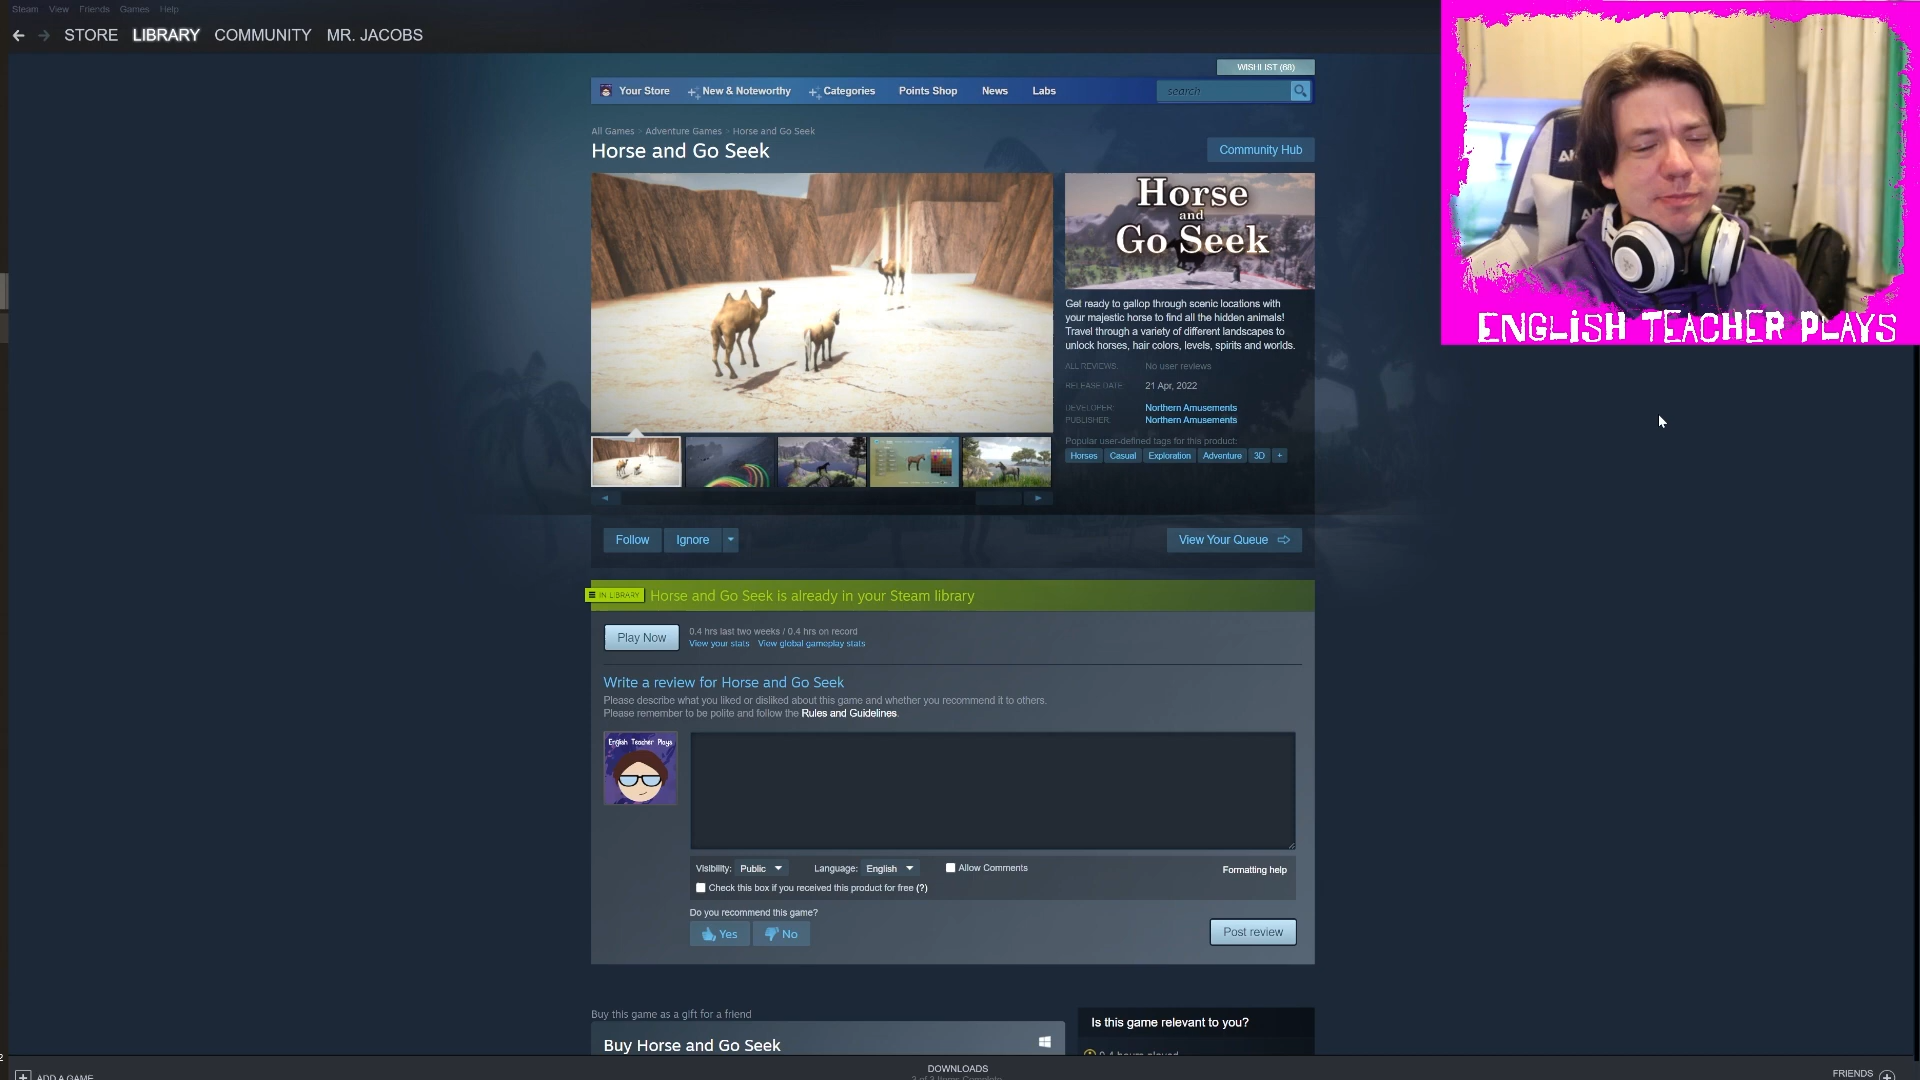 Steam View Friends Games Help
STORE LIBRARY COMMUNITY MR. JACOBS
WISHLIST (68)
Your Store New & Noteworthy Categories Points Shop News Labs search
All Games > Adventure Games > Horse and Go Seek
Horse and Go Seek
Community Hub
Horse
and
Go Seek
Get ready to gallop through scenic locations with
your majestic horse to find all the hidden animals!
Travel through a variety of different landscapes to
unlock horses, hair colors, levels, spirits and worlds.
ALL REVIEWS: No user reviews
RELEASE DATE: 21 Apr, 2022
DEVELOPER: Northern Amusements
PUBLISHER: Northern Amusements
Popular user-defined tags for this product:
Horses Casual Exploration Adventure 3D +
Follow Ignore View Your Queue
IN LIBRARY Horse and Go Seek is already in your Steam library
Play Now
0.4 hrs last two weeks / 0.4 hrs on record
View your stats View global gameplay stats
Write a review for Horse and Go Seek
Please describe what you liked or disliked about this game and whether you recommend it to others.
Please remember to be polite and follow the Rules and Guidelines.
English Teacher Plays
Visibility: Public Language: English Allow Comments Formatting help
Check this box if you received this product for free (?)
Do you recommend this game?
Yes No Post review
Buy this game as a gift for a friend
Buy Horse and Go Seek
Is this game relevant to you?
0.4 hours played
ADD A GAME
DOWNLOADS
FRIENDS
ENGLISH TEACHER PLAYS